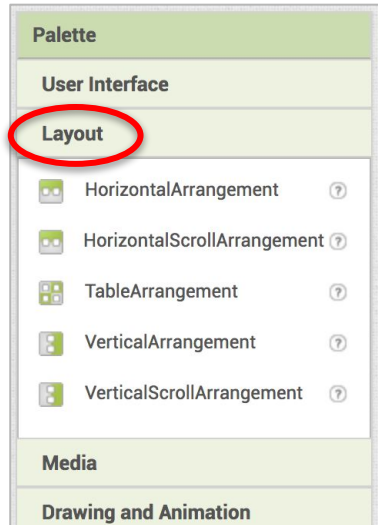 Palette
User Interface
Layout
HorizontalArrangement ?
HorizontalScrollArrangement ?
TableArrangement ?
VerticalArrangement ?
VerticalScrollArrangement ?
Media
Drawing and Animation